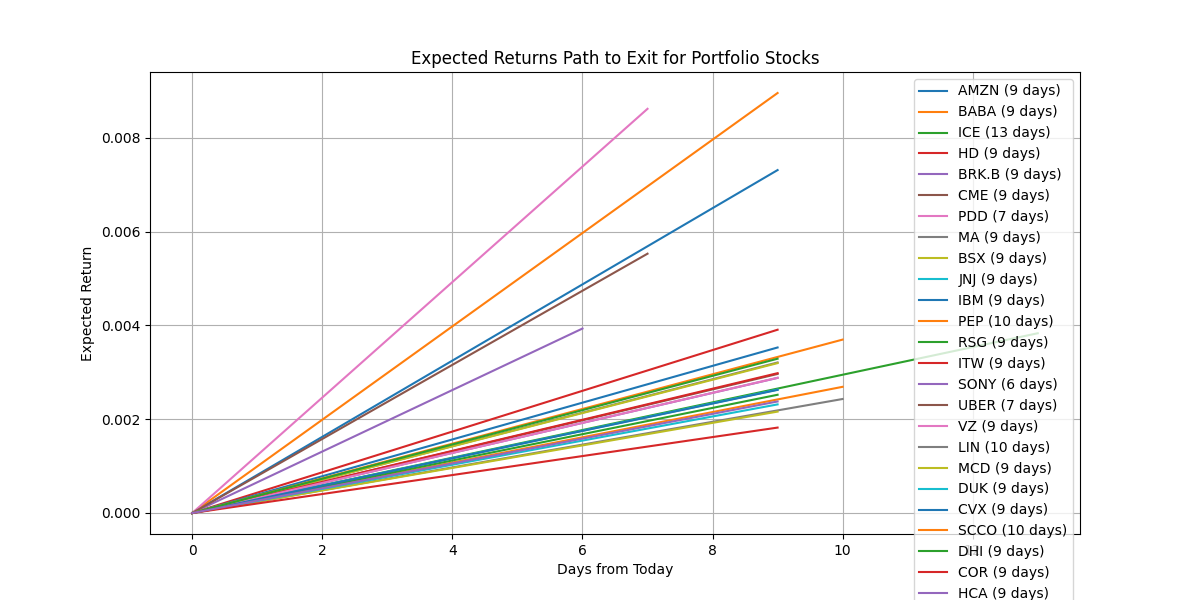 Expected Returns Path to Exit for Portfolio Stocks
Expected Return
0.008
0.006
0.004
0.002
0.000
0
2
4
6
8
10
Days from Today
AMZN (9 days)
BABA (9 days)
ICE (13 days)
HD (9 days)
BRK.B (9 days)
CME (9 days)
PDD (7 days)
MA (9 days)
BSX (9 days)
JNJ (9 days)
IBM (9 days)
PEP (10 days)
RSG (9 days)
ITW (9 days)
SONY (6 days)
UBER (7 days)
VZ (9 days)
LIN (10 days)
MCD (9 days)
DUK (9 days)
CVX (9 days)
SCCO (10 days)
DHI (9 days)
COR (9 days)
HCA (9 days)